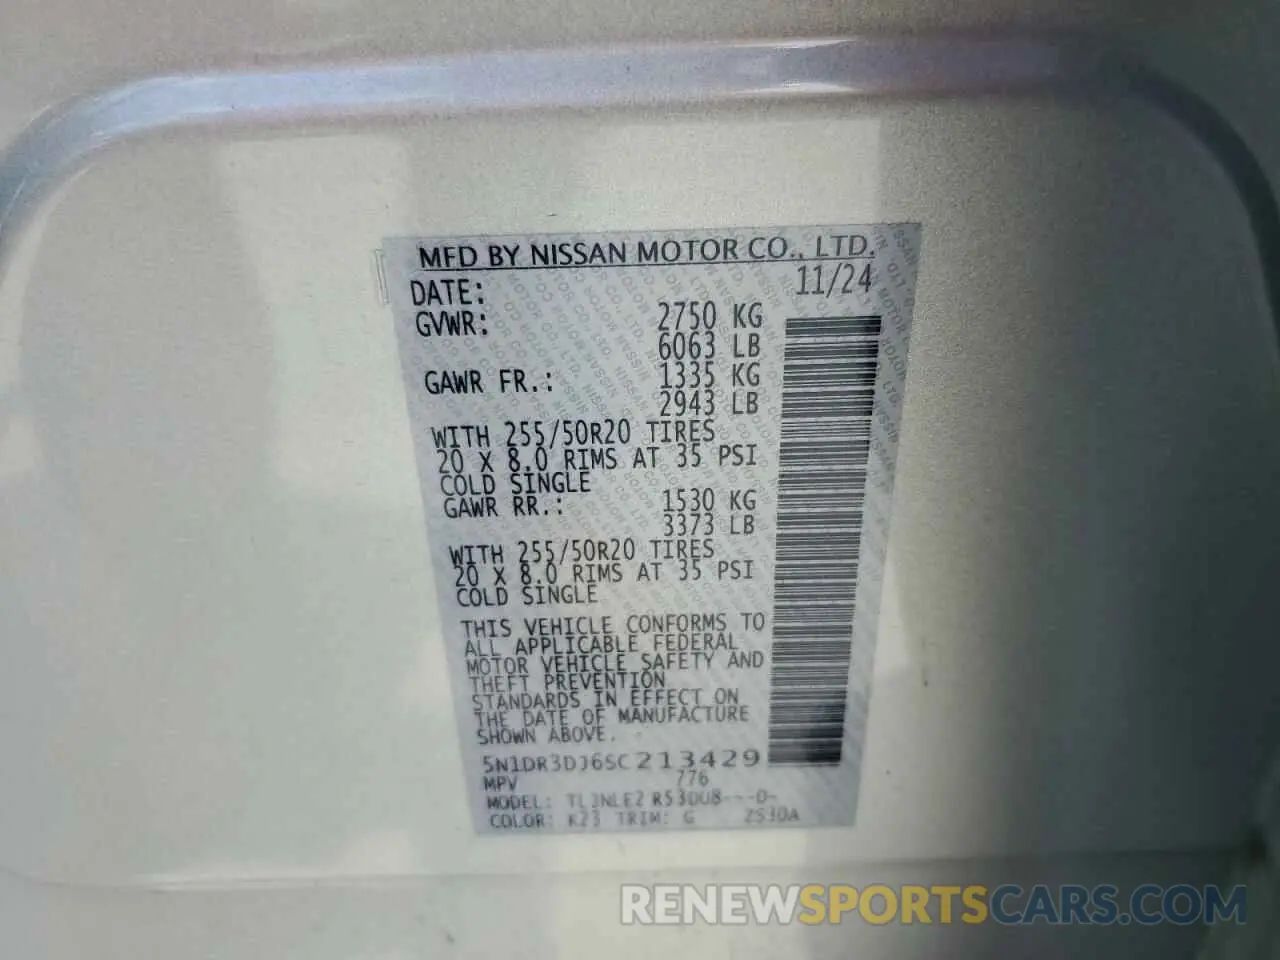 MFD BY NISSAN MOTOR CO., LTD.
DATE: 11/24
GVWR: 2750 KG
6063 LB
GAWR FR.: 1335 KG
2943 LB
WITH 255/50R20 TIRES
20 X 8.0 RIMS AT 35 PSI
COLD SINGLE
GAWR RR.: 1530 KG
3373 LB
WITH 255/50R20 TIRES
20 X 8.0 RIMS AT 35 PSI
COLD SINGLE
THIS VEHICLE CONFORMS TO
ALL APPLICABLE FEDERAL
MOTOR VEHICLE SAFETY AND
THEFT PREVENTION
STANDARDS IN EFFECT ON
THE DATE OF MANUFACTURE
SHOWN ABOVE.
5N1DR3DJ6SC213429
MPV 776
MODEL:
COLOR: K23 TRIM: G
RENEWSPORTSCARS.COM